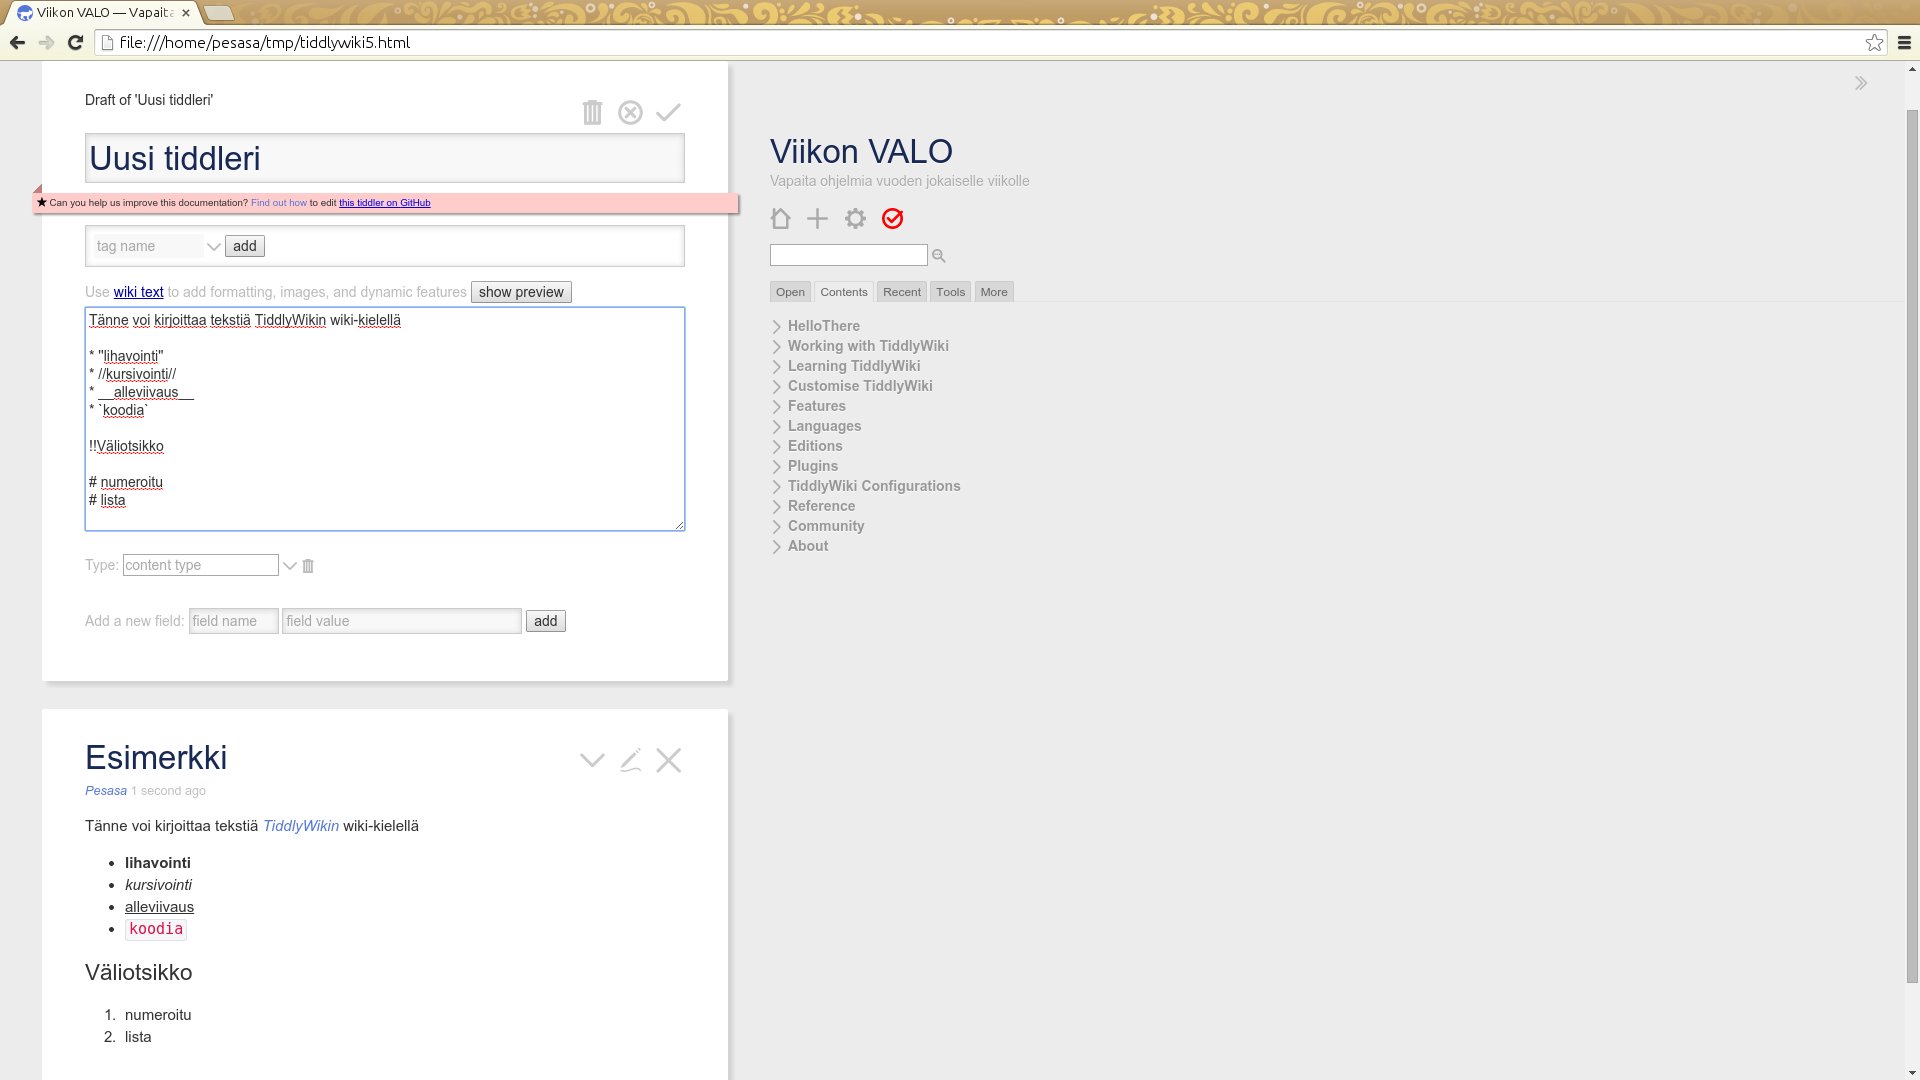 Viikon VALO — Vapaita
file:///home/pesasa/tmp/tiddlywiki5.html
Draft of 'Uusi tiddleri'
Uusi tiddleri
★ Can you help us improve this documentation? Find out how to edit this tiddler on GitHub
tag name add
Use wiki text to add formatting, images, and dynamic features show preview
Tänne voi kirjoittaa tekstiä TiddlyWikin wiki-kielellä
* ''lihavointi''
* //kursivointi//
* __alleviivaus__
* `koodia`
!!Väliotsikko
# numeroitu
# lista
Type: content type
Add a new field: field name field value add
Esimerkki
Pesasa 1 second ago
Tänne voi kirjoittaa tekstiä TiddlyWikin wiki-kielellä
• lihavointi
• kursivointi
• alleviivaus
• koodia
Väliotsikko
1. numeroitu
2. lista
Viikon VALO
Vapaita ohjelmia vuoden jokaiselle viikolle
Open Contents Recent Tools More
HelloThere
Working with TiddlyWiki
Learning TiddlyWiki
Customise TiddlyWiki
Features
Languages
Editions
Plugins
TiddlyWiki Configurations
Reference
Community
About